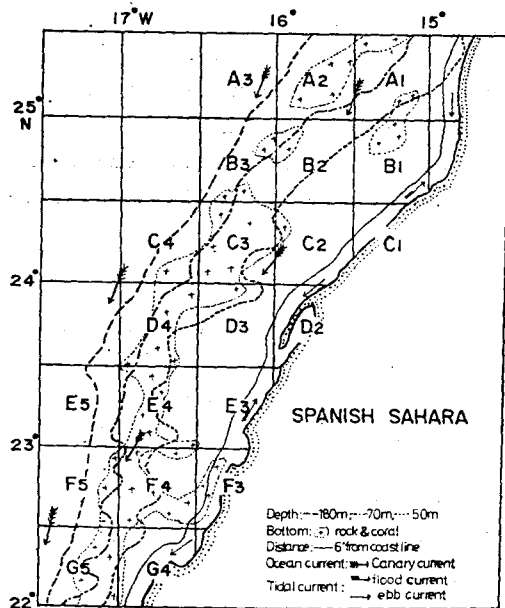 17°W 16° 15°
A3 A2 A1
25°
N
B3 B2 B1
C4 C3 C2 C1
24°
D4 D3 D2
E5 E4 E3 SPANISH SAHARA
23°
F5 F4 F3
Depth: --180m, ---70m, --- 50m
Bottom: rock & coral
Distance: — 6' from coast line
Ocean current: Canary current
Tidal current: flood current
ebb current
G5 G4
22°